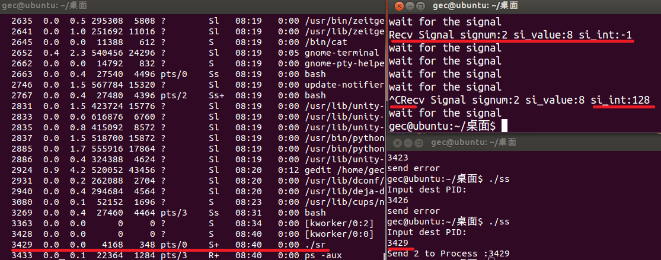 gec@ubuntu: ~/桌面
2635 0.0 0.5 295308 5808 ? Sl 08:19 0:00 /usr/bin/zeitge
2641 0.0 1.0 251692 11016 ? Sl 08:19 0:00 /usr/lib/zeitge
2652 0.0 0.0 11388 612 ? S 08:19 0:00 /bin/cat
2652 0.4 2.3 540456 24296 ? Sl 08:19 0:05 gnome-terminal
2662 0.0 0.0 14792 832 ? S 08:19 0:00 gnome-pty-helpe
2663 0.0 0.4 27540 4496 pts/0 Ss 08:19 0:00 bash
2746 0.0 1.5 567784 15320 ? Sl 08:19 0:00 update-notifier
2767 0.0 0.4 27480 4396 pts/2 Ss+ 08:19 0:00 bash
2831 0.0 1.5 423724 15776 ? Sl 08:19 0:00 /usr/lib/unity-
2833 0.0 0.6 616876 6760 ? Sl 08:19 0:00 /usr/lib/unity-
2835 0.0 0.8 415092 8572 ? Sl 08:19 0:00 /usr/lib/unity-
2837 0.0 1.5 518700 15872 ? Sl 08:19 0:00 /usr/bin/python
2885 0.0 1.7 555916 17864 ? Sl 08:19 0:00 /usr/bin/python
2886 0.0 0.4 324388 4624 ? Sl 08:19 0:00 /usr/lib/unity-
2924 0.9 4.2 520052 43456 ? Sl 08:20 0:12 gedit /home/gec
2931 0.0 0.2 262088 2704 ? Sl 08:20 0:00 /usr/lib/dconf/
2940 0.0 0.4 294684 4564 ? Sl 08:20 0:00 /usr/lib/deja-d
3080 0.0 0.1 52152 1696 ? S 08:23 0:00 /usr/lib/cups/n
3269 0.0 0.4 27460 4464 pts/3 Ss 08:31 0:00 bash
3363 0.0 0.0 0 0 ? S 08:34 0:00 [kworker/0:2]
3428 0.0 0.0 0 0 ? S 08:40 0:00 [kworker/0:0]
3429 0.0 0.0 4168 348 pts/0 S+ 08:40 0:00 ./sr
3433 0.0 0.1 22364 1284 pts/3 R+ 08:40 0:00 ps -aux
gec@ubuntu: ~/桌面
wait for the signal
Recv Signal signum:2 si_value:8 si_int:-1
wait for the signal
wait for the signal
wait for the signal
wait for the signal
^CRecv Signal signum:2 si_value:8 si_int:128
wait for the signal
gec@ubuntu:~/桌面$
gec@ubuntu: ~/桌面
3423
send error
gec@ubuntu:~/桌面$ ./ss
Input dest PID:
3426
send error
gec@ubuntu:~/桌面$ ./ss
Input dest PID:
3429
Send 2 to Process :3429